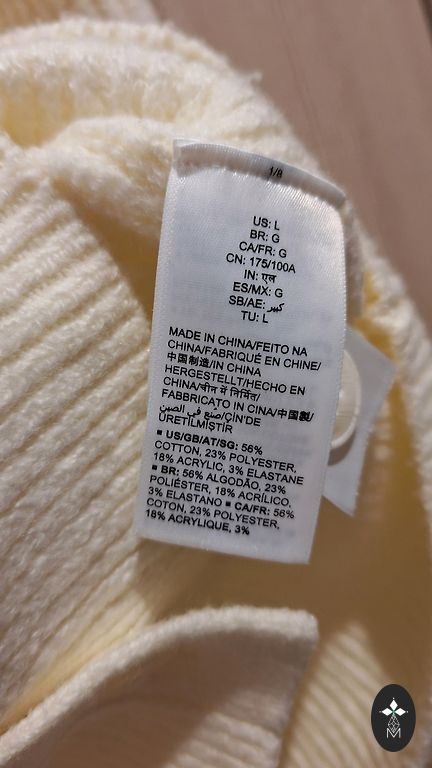 1/8
US: L
BR: G
CA/FR: G
CN: 175/100A
IN: एल
ES/MX: G
SB/AE: كبير
TU: L
MADE IN CHINA/FEITO NA
CHINA/FABRIQUÉ EN CHINE/
中国制造/IN CHINA
HERGESTELLT/HECHO EN
CHINA/चीन में निर्मित/
FABBRICATO IN CINA/中國製/
صنع في الصين/ÇİN'DE
ÜRETİLMİŞTİR
▪ US/GB/AT/SG: 56%
COTTON, 23% POLYESTER,
18% ACRYLIC, 3% ELASTANE
▪ BR: 56% ALGODÃO, 23%
POLIÉSTER, 18% ACRÍLICO,
3% ELASTANO ▪ CA/FR: 56%
COTON, 23% POLYESTER,
18% ACRYLIQUE, 3%
M